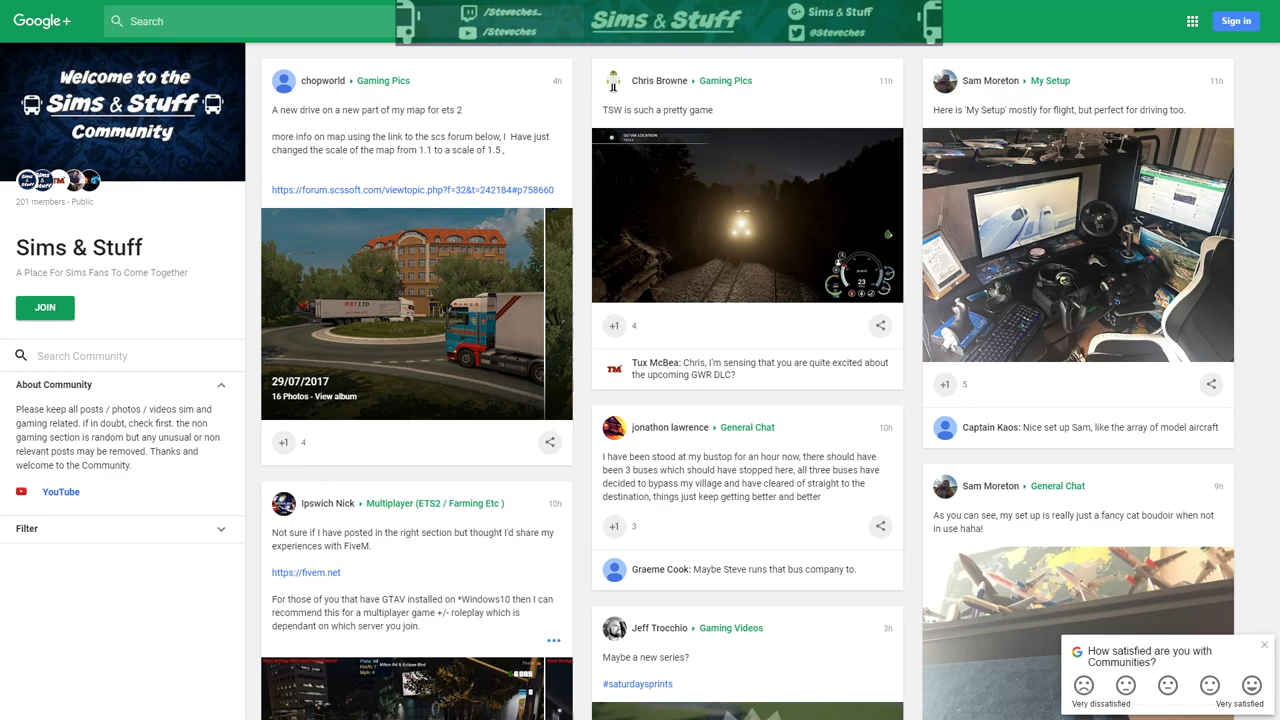 Google+
Search
/Steveches_
/Steveches
Sims & Stuff
Sims & Stuff
@Steveches
Sign in
Welcome to the
Sims & Stuff
Community
201 members - Public
Sims & Stuff
A Place For Sims Fans To Come Together
JOIN
Search Community
About Community
Please keep all posts / photos / videos sim and
gaming related. if in doubt, check first. the non
gaming section is random but any unusual or non
relevant posts may be removed. Thanks and
welcome to the Community.
YouTube
Filter
chopworld ▸ Gaming Pics 4h
A new drive on a new part of my map for ets 2
more info on map using the link to the scs forum below, I Have just
changed the scale of the map from 1.1 to a scale of 1.5 ,
https://forum.scssoft.com/viewtopic.php?f=32&t=242184#p758660
29/07/2017
16 Photos - View album
+1 4
Ipswich Nick ▸ Multiplayer (ETS2 / Farming Etc ) 10h
Not sure if I have posted in the right section but thought I'd share my
experiences with FiveM.
https://fivem.net
For those of you that have GTAV installed on *Windows10 then I can
recommend this for a multiplayer game +/- roleplay which is
dependant on which server you join.
Chris Browne ▸ Gaming Pics 11h
TSW is such a pretty game
GO VIA LOCATION
23
+1 4
TM
Tux McBea: Chris, I'm sensing that you are quite excited about
the upcoming GWR DLC?
jonathon lawrence ▸ General Chat 10h
I have been stood at my bustop for an hour now, there should have
been 3 buses which should have stopped here, all three buses have
decided to bypass my village and have cleared of straight to the
destination, things just keep getting better and better
+1 3
Graeme Cook: Maybe Steve runs that bus company to.
Jeff Trocchio ▸ Gaming Videos 3h
Maybe a new series?
#saturdaysprints
Sam Moreton ▸ My Setup 11h
Here is 'My Setup' mostly for flight, but perfect for driving too.
+1 5
Captain Kaos: Nice set up Sam, like the array of model aircraft
Sam Moreton ▸ General Chat 9h
As you can see, my set up is really just a fancy cat boudoir when not
in use haha!
How satisfied are you with
Communities?
Very dissatisfied Very satisfied